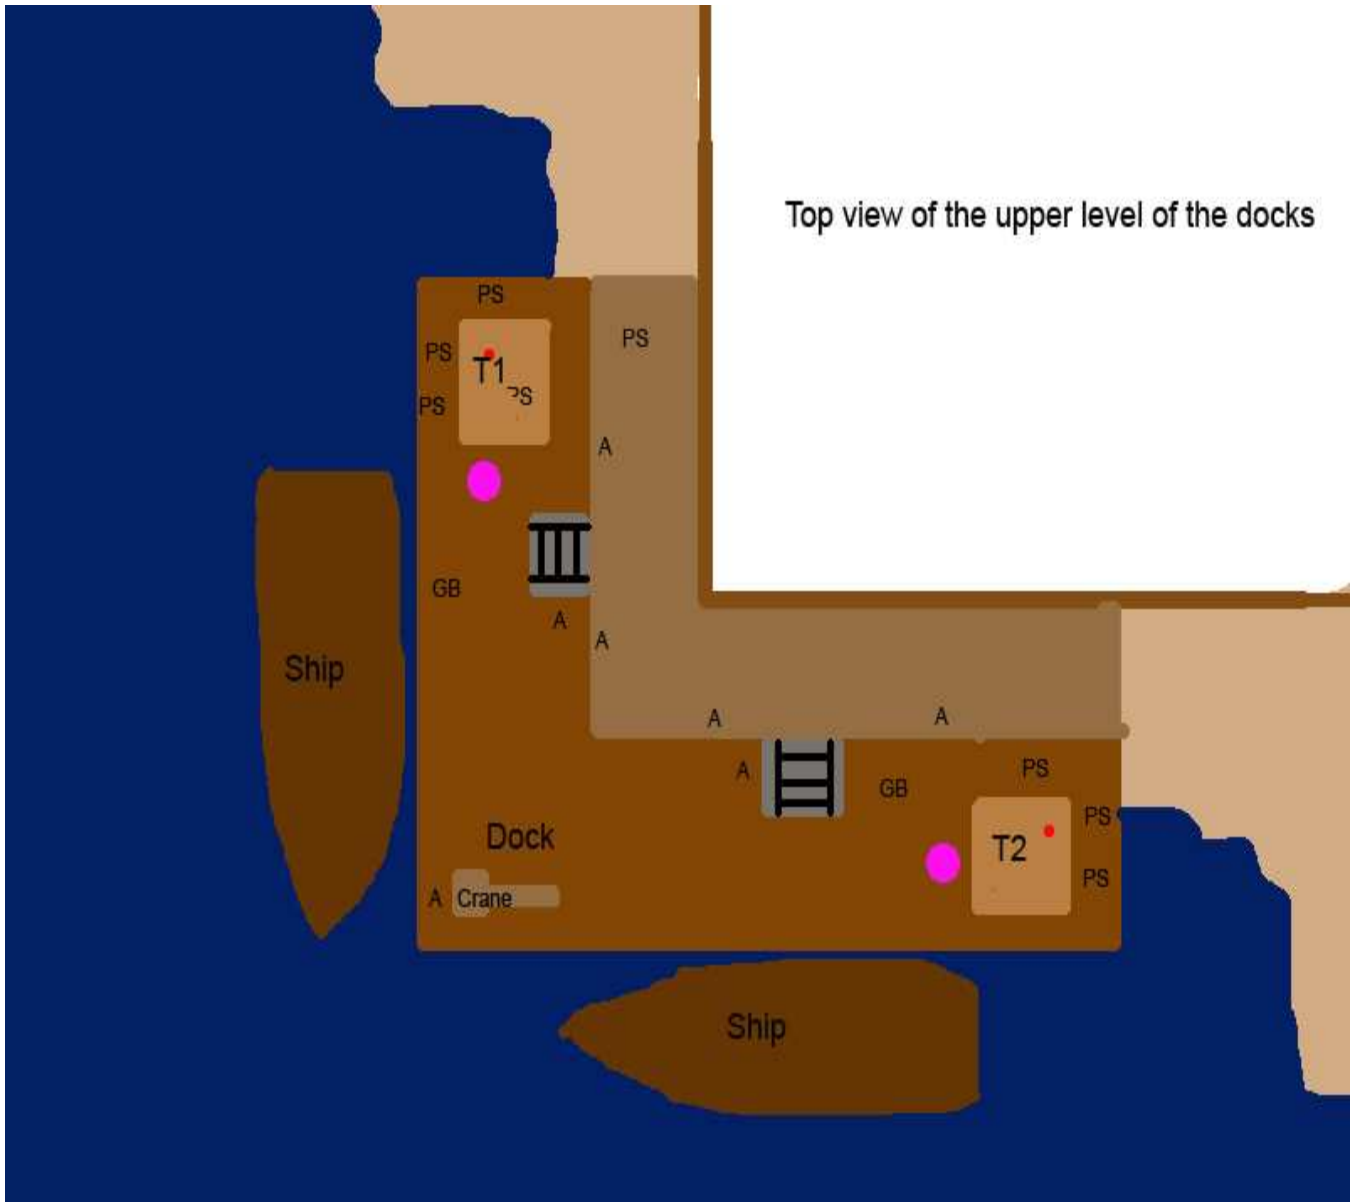 Top view of the upper level of the docks
PS
PS
PS
T1
PS
PS
A
GB
A
A
Ship
A
A
PS
A
GB
PS
Dock
T2
PS
A
Crane
Ship